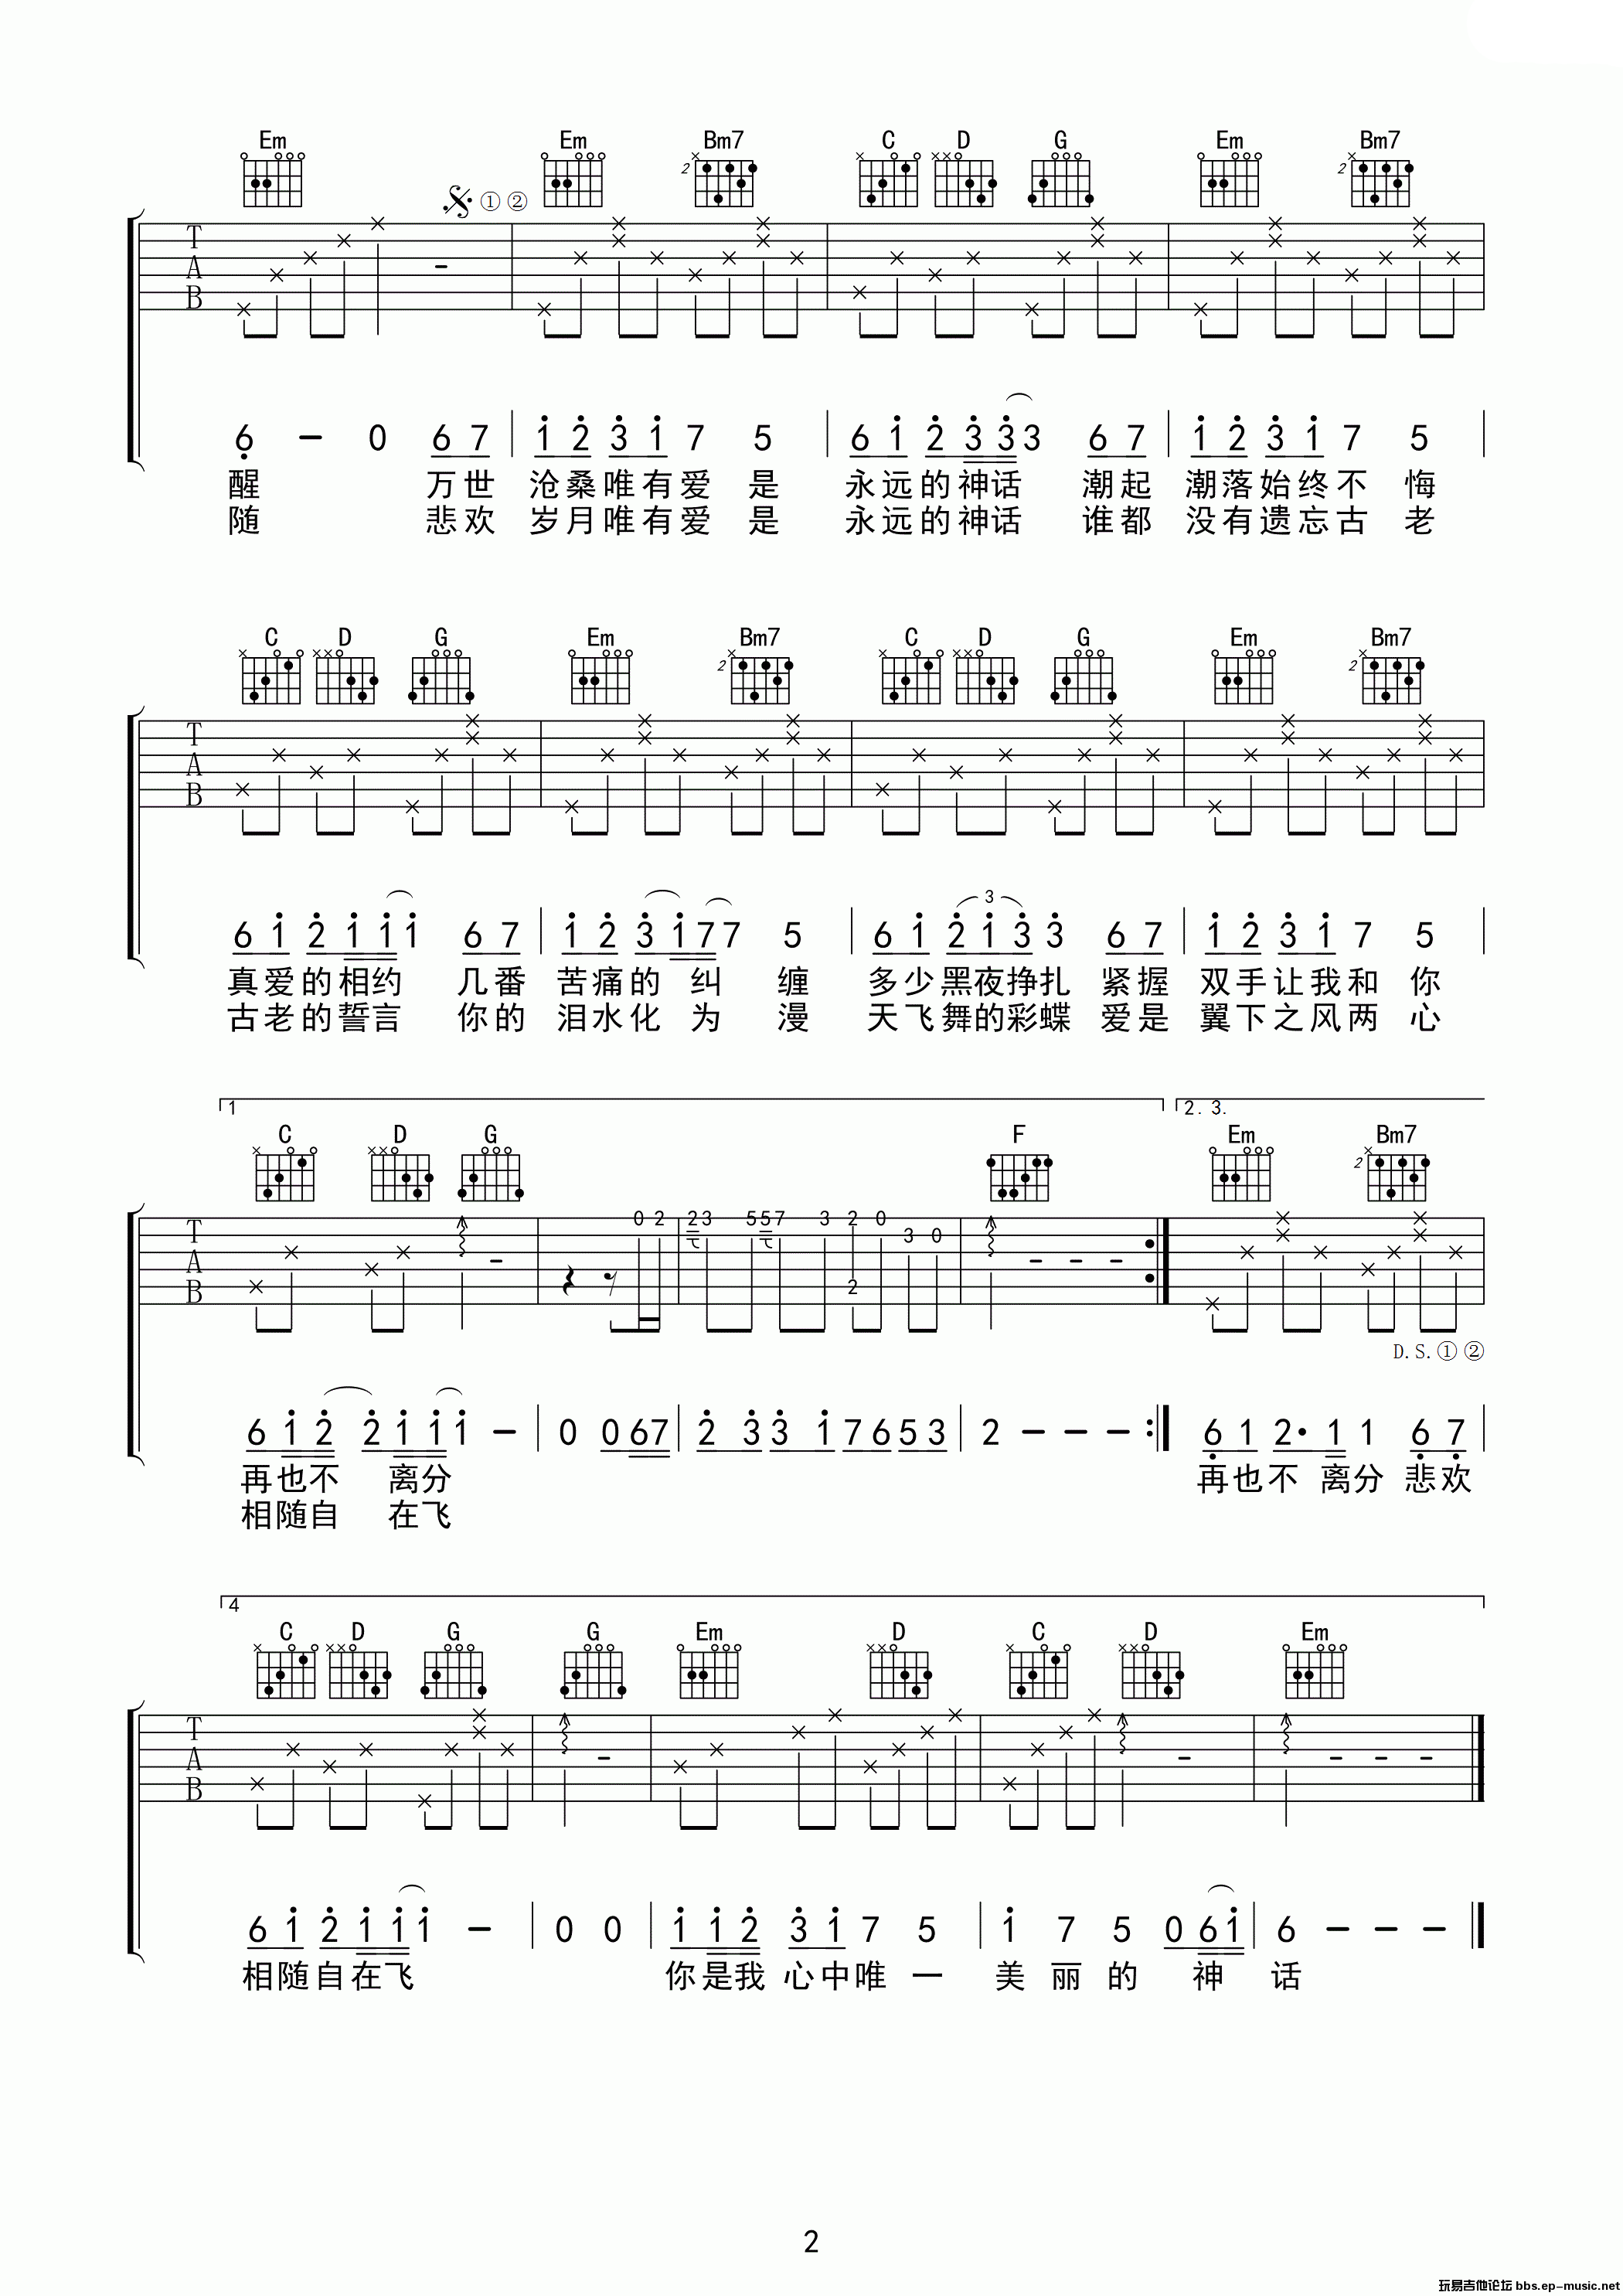 Em Em Bm7 C D G Em Bm7
2 2
① ②
T
A
B
6 - 0 6 7 1 2 3 1 7 5 6 1 2 3 3 3 6 7 1 2 3 1 7 5
醒 万世 沧桑唯有爱 是 永远的神话 潮起 潮落始终不 悔
随 悲欢 岁月唯有爱 是 永远的神话 谁都 没有遗忘古 老
C D G Em Bm7 C D G Em Bm7
2 2
T
A
B
3
6 1 2 1 1 1 6 7 1 2 3 1 7 7 5 6 1 2 1 3 3 6 7 1 2 3 1 7 5
真爱的相约 几番 苦痛的 纠 缠 多少黑夜挣扎 紧握 双手让我和 你
古老的誓言 你的 泪水化 为 漫 天飞舞的彩蝶 爱是 翼下之风两 心
1 2. 3.
C D G F Em Bm7
2
T
A
B
0 2 2 3 5 5 7 3 2 0 3 0
2
D.S.① ②
6 1 2 2 1 1 1 - 0 0 6 7 2 3 3 1 7 6 5 3 2 - - - 6 1 2· 1 1 6 7
再也不 离分 再也不 离分 悲欢
相随自 在飞
4
C D G G Em D C D Em
T
A
B
6 1 2 1 1 1 - 0 0 1 1 2 3 1 7 5 1 7 5 0 6 1 6 - - -
相随自在飞 你是我 心中唯 一 美 丽 的 神 话
2
玩易吉他论坛 bbs.ep-music.net